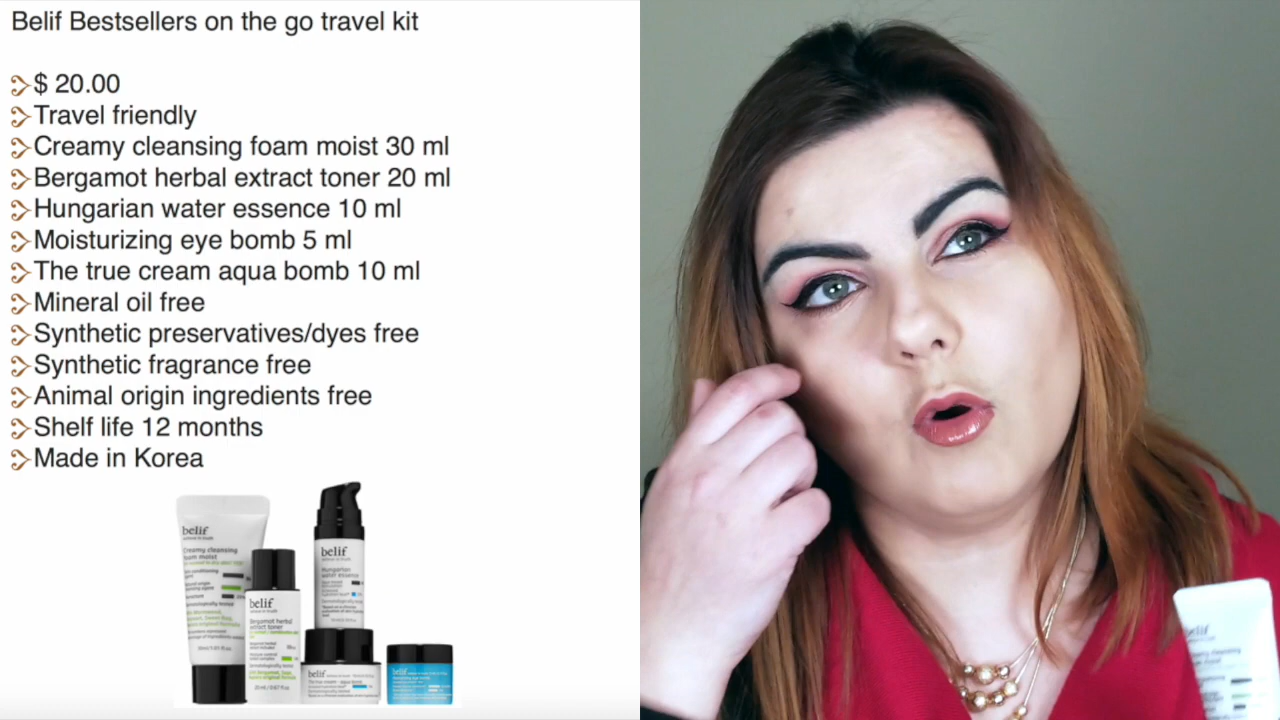 Belif Bestsellers on the go travel kit
$ 20.00
Travel friendly
Creamy cleansing foam moist 30 ml
Bergamot herbal extract toner 20 ml
Hungarian water essence 10 ml
Moisturizing eye bomb 5 ml
The true cream aqua bomb 10 ml
Mineral oil free
Synthetic preservatives/dyes free
Synthetic fragrance free
Animal origin ingredients free
Shelf life 12 months
Made in Korea
belif
Creamy cleansing
foam moist
belif
Hungarian
water essence
belif
Bergamot herbal
extract toner
belif
belif
belif